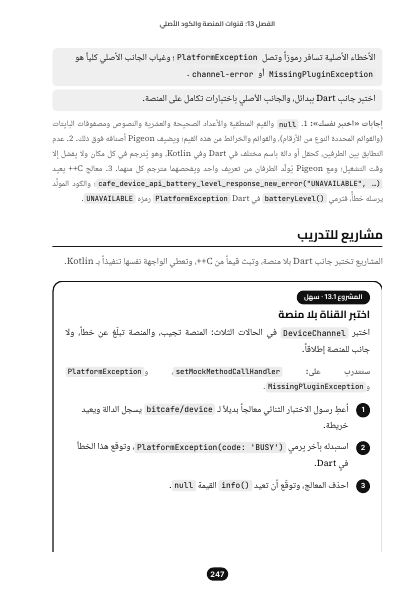 الفصل 13: قنوات المنصة والكود الأصلي
الأخطاء الأصلية تسافر رموزاً وتصل PlatformException؛ وغياب الجانب الأصلي كلياً هو
MissingPluginException أو channel-error.
اختبر جانب Dart ببدائل، والجانب الأصلي باختبارات تكامل على المنصة.
إجابات «اختبر نفسك»: 1. null والقيم المنطقية والأعداد الصحيحة والعشرية والنصوص ومصفوفات البايتات
(والقوائم المحددة النوع من الأرقام)، والقوائم والخرائط من هذه القيم؛ ويضيف Pigeon أصنافه فوق ذلك. 2. عدم
التطابق بين الطرفين، كحقل أو دالة باسم مختلف في Dart وفي Kotlin، وهو يُترجم في كل مكان ولا يفشل إلا
وقت التشغيل؛ ومع Pigeon يُولَّد الطرفان من تعريف واحد ويفحصهما مترجم كل منهما. 3. معالج C++ يعيد
cafe_device_api_battery_level_response_new_error("UNAVAILABLE", …)؛ والكود المولَّد
يرسله خطأً، فترمي batteryLevel() في Dart PlatformException رمزه UNAVAILABLE.
مشاريع للتدريب
المشاريع تختبر جانب Dart بلا منصة، وتبث قيماً من C++، وتعطي الواجهة نفسها تنفيذاً بـ Kotlin.
المشروع 13.1 · سهل
اختبر القناة بلا منصة
اختبر DeviceChannel في الحالات الثلاث: المنصة تجيب، والمنصة تبلّغ عن خطأ، ولا
جانب للمنصة إطلاقاً.
ستتدرب على: setMockMethodCallHandler، وPlatformException
وMissingPluginException.
1 أعطِ رسول الاختبار الثنائي معالجاً بديلاً لـ bitcafe/device يسجل الدالة ويعيد
خريطة.
2 استبدله بآخر يرمي PlatformException(code: 'BUSY')، وتوقع هذا الخطأ
في Dart.
3 احذف المعالج، وتوقّع أن تعيد info() القيمة null.
247